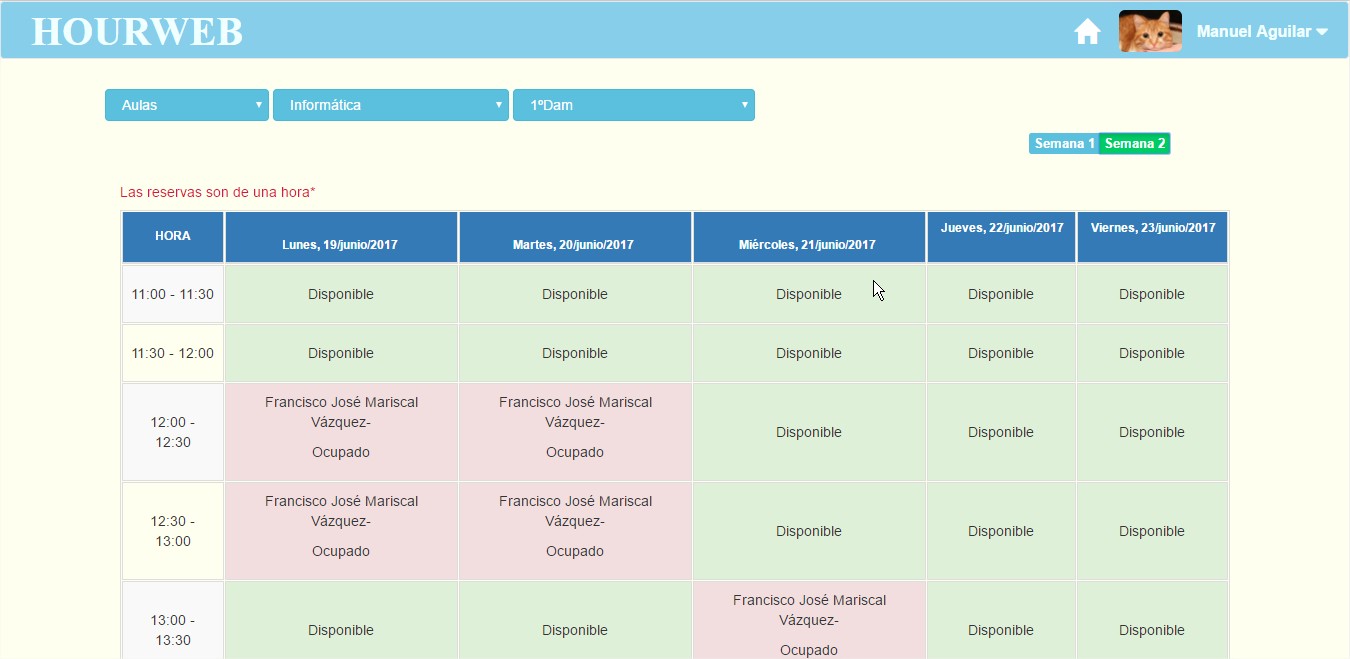 HOURWEB
Manuel Aguilar
Aulas
Informática
1ºDam
Semana 1 Semana 2
Las reservas son de una hora*
HORA Lunes, 19/junio/2017 Martes, 20/junio/2017 Miércoles, 21/junio/2017 Jueves, 22/junio/2017 Viernes, 23/junio/2017
11:00 - 11:30 Disponible Disponible Disponible Disponible Disponible
11:30 - 12:00 Disponible Disponible Disponible Disponible Disponible
12:00 -
12:30
Francisco José Mariscal
Vázquez-
Ocupado
Francisco José Mariscal
Vázquez-
Ocupado
Disponible
Disponible
Disponible
12:30 -
13:00
Francisco José Mariscal
Vázquez-
Ocupado
Francisco José Mariscal
Vázquez-
Ocupado
Disponible
Disponible
Disponible
13:00 -
13:30
Disponible
Disponible
Francisco José Mariscal
Vázquez-
Ocupado
Disponible
Disponible